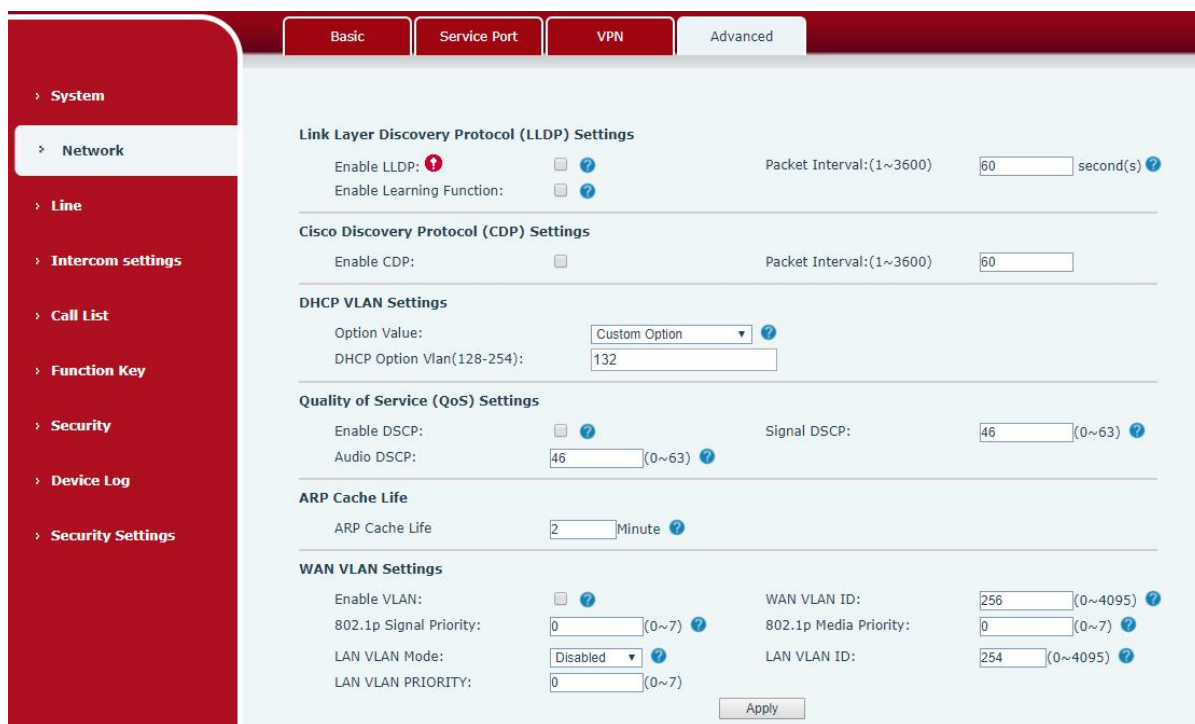 Basic Service Port VPN Advanced
System
Network
Line
Intercom settings
Call List
Function Key
Security
Device Log
Security Settings
Link Layer Discovery Protocol (LLDP) Settings
Enable LLDP: Packet Interval:(1~3600) 60 second(s)
Enable Learning Function:
Cisco Discovery Protocol (CDP) Settings
Enable CDP: Packet Interval:(1~3600) 60
DHCP VLAN Settings
Option Value: Custom Option
DHCP Option Vlan(128-254): 132
Quality of Service (QoS) Settings
Enable DSCP: Signal DSCP: 46 (0~63)
Audio DSCP: 46 (0~63)
ARP Cache Life
ARP Cache Life 2 Minute
WAN VLAN Settings
Enable VLAN: WAN VLAN ID: 256 (0~4095)
802.1p Signal Priority: 0 (0~7) 802.1p Media Priority: 0 (0~7)
LAN VLAN Mode: Disabled LAN VLAN ID: 254 (0~4095)
LAN VLAN PRIORITY: 0 (0~7)
Apply